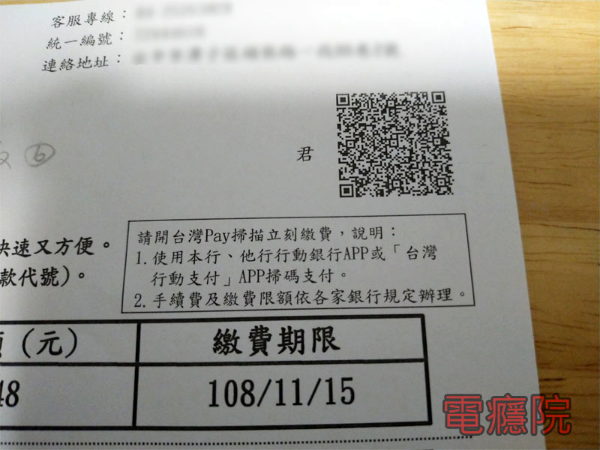 客服專線：
統一編號：
連絡地址：
6
君
請開台灣Pay掃描立刻繳費，說明：
1.使用本行、他行行動銀行APP或「台灣
行動支付」APP掃碼支付。
2.手續費及繳費限額依各家銀行規定辦理。
快速又方便。
款代號)。
(元)
繳費期限
48
108/11/15
電癮院